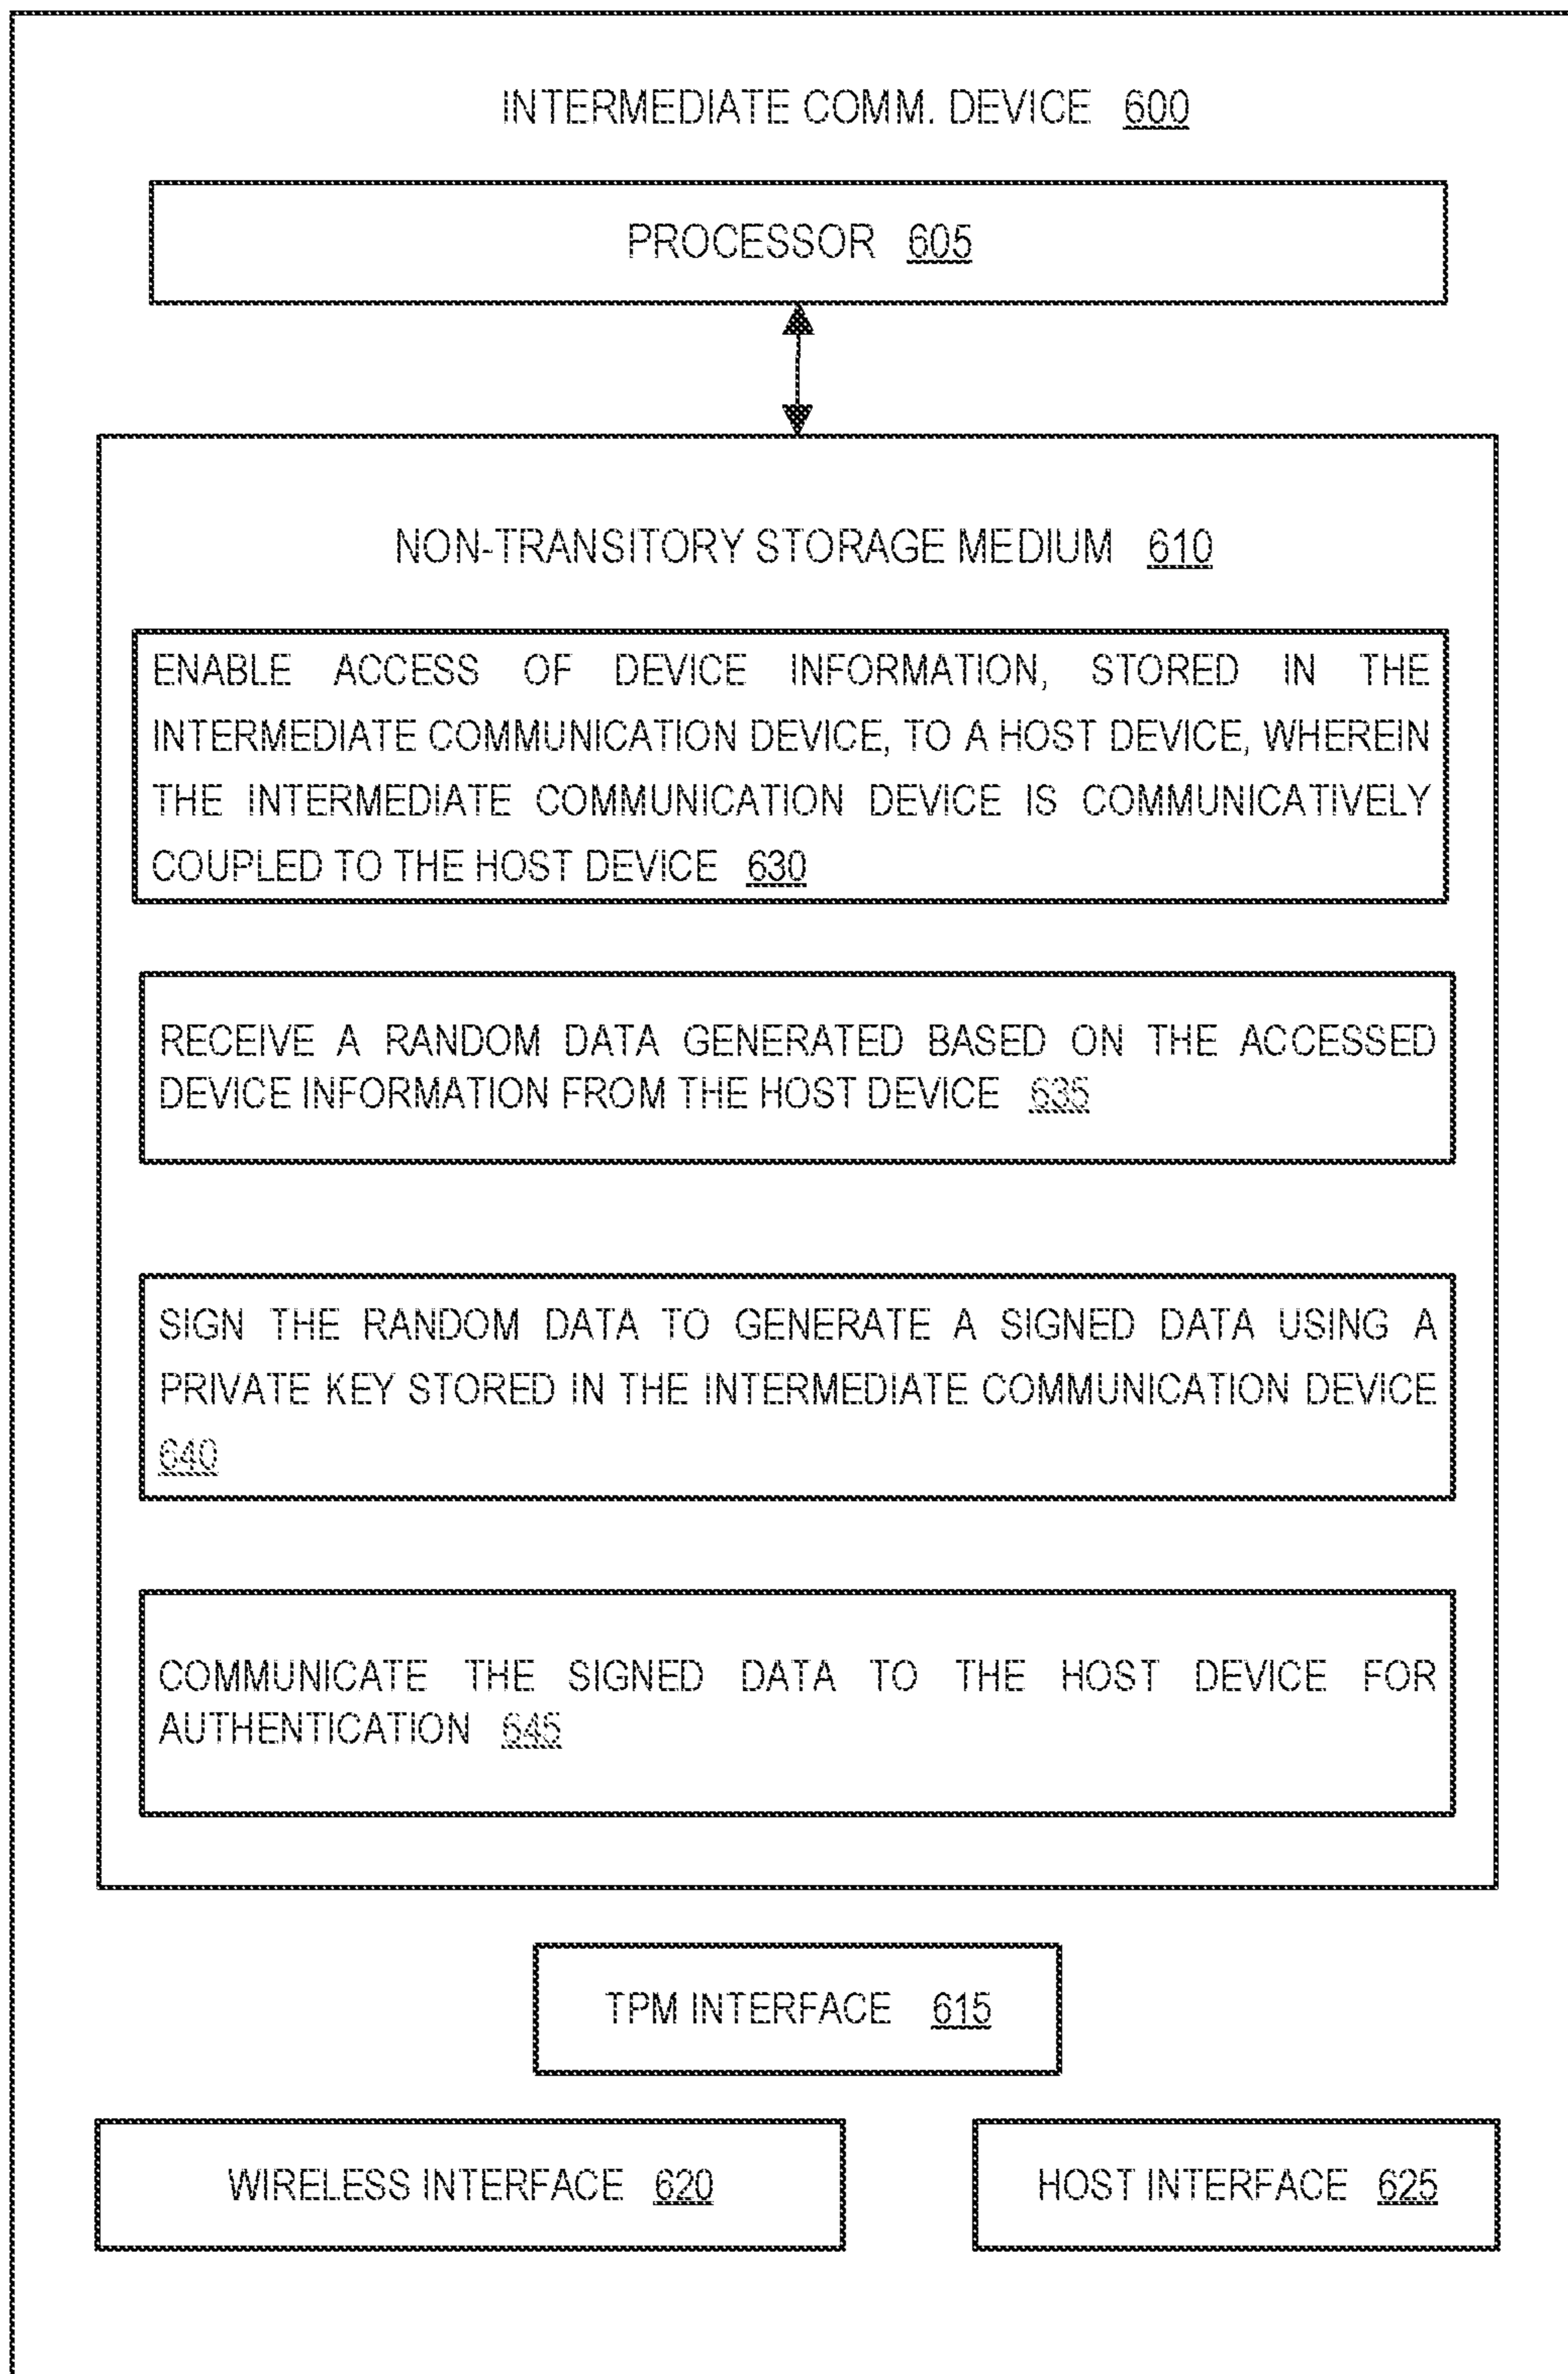 INTERMEDIATE COMM. DEVICE 600
PROCESSOR 605
NON-TRANSITORY STORAGE MEDIUM 610
ENABLE ACCESS OF DEVICE INFORMATION, STORED IN THE
INTERMEDIATE COMMUNICATION DEVICE, TO A HOST DEVICE, WHEREIN
THE INTERMEDIATE COMMUNICATION DEVICE IS COMMUNICATIVELY
COUPLED TO THE HOST DEVICE 630
RECEIVE A RANDOM DATA GENERATED BASED ON THE ACCESSED
DEVICE INFORMATION FROM THE HOST DEVICE 635
SIGN THE RANDOM DATA TO GENERATE A SIGNED DATA USING A
PRIVATE KEY STORED IN THE INTERMEDIATE COMMUNICATION DEVICE
640
COMMUNICATE THE SIGNED DATA TO THE HOST DEVICE FOR
AUTHENTICATION 645
TPM INTERFACE 615
WIRELESS INTERFACE 620
HOST INTERFACE 625